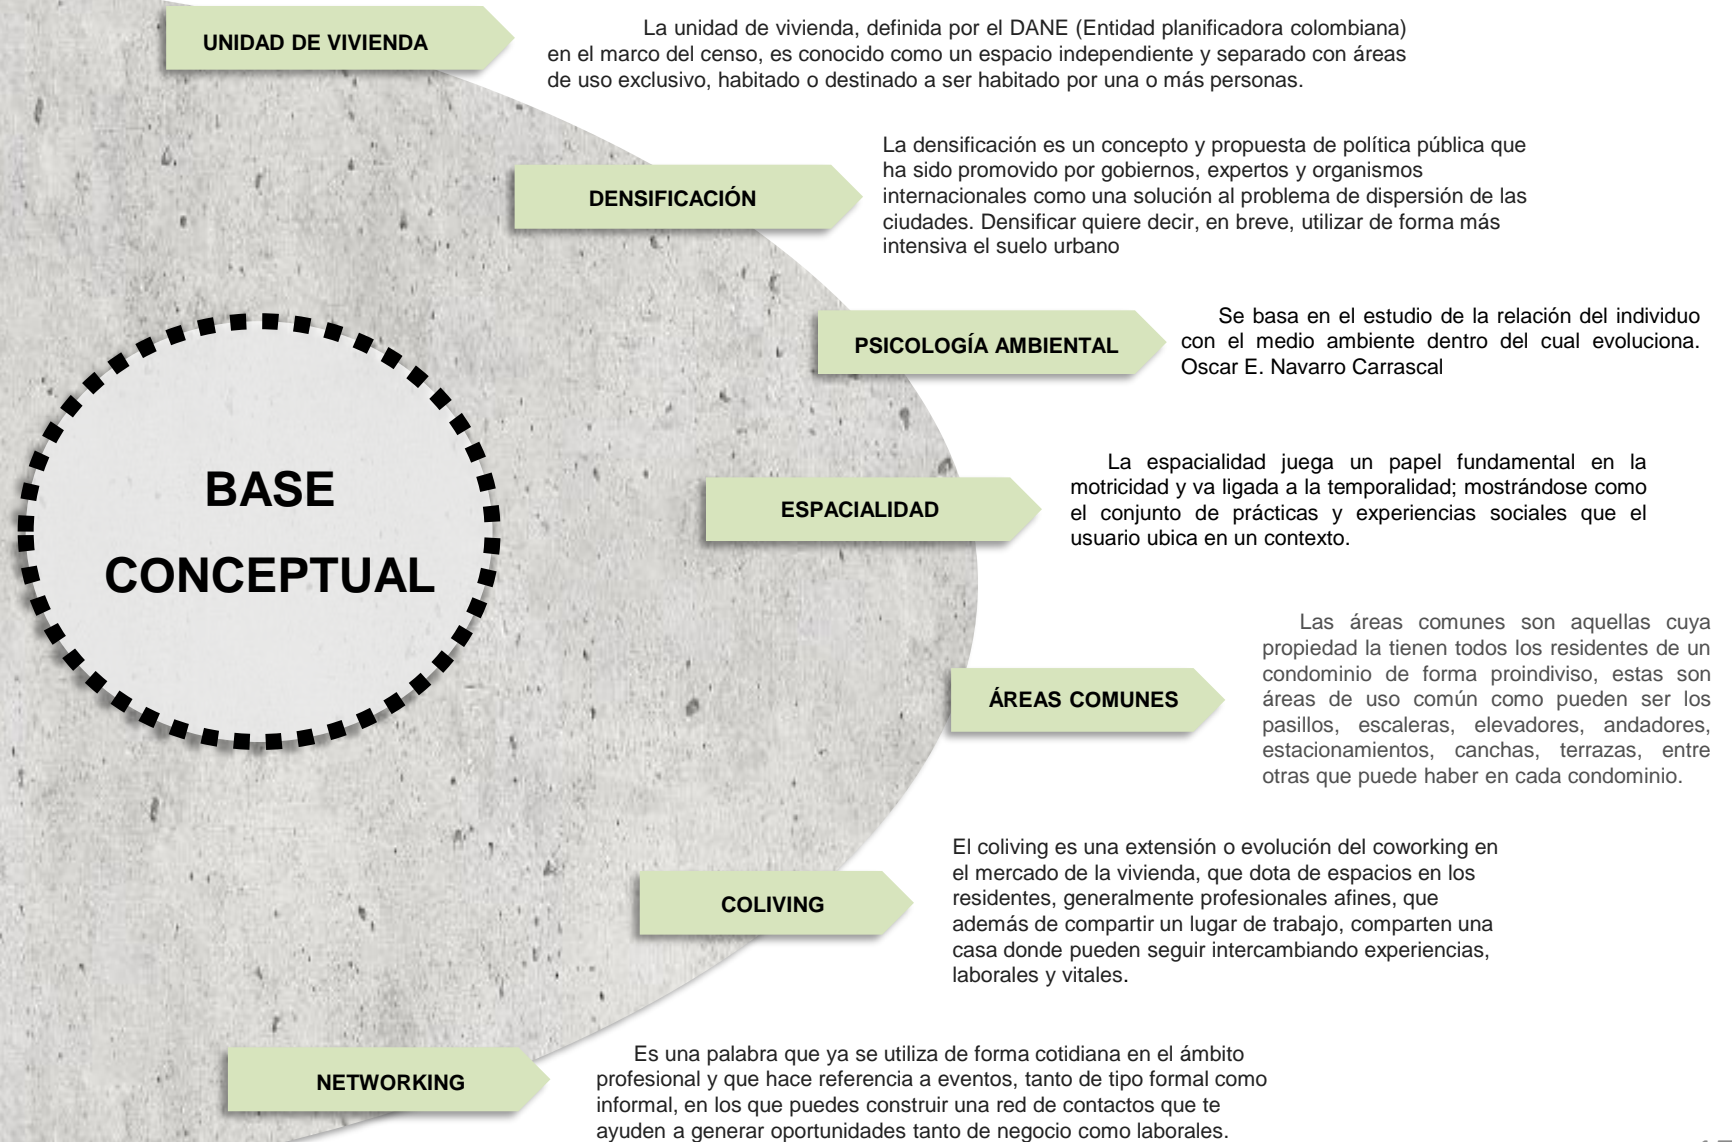 UNIDAD DE VIVIENDA
La unidad de vivienda, definida por el DANE (Entidad planificadora colombiana)
en el marco del censo, es conocido como un espacio independiente y separado con áreas
de uso exclusivo, habitado o destinado a ser habitado por una o más personas.
DENSIFICACIÓN
La densificación es un concepto y propuesta de política pública que
ha sido promovido por gobiernos, expertos y organismos
internacionales como una solución al problema de dispersión de las
ciudades. Densificar quiere decir, en breve, utilizar de forma más
intensiva el suelo urbano
PSICOLOGÍA AMBIENTAL
Se basa en el estudio de la relación del individuo
con el medio ambiente dentro del cual evoluciona.
Oscar E. Navarro Carrascal
BASE
CONCEPTUAL
ESPACIALIDAD
La espacialidad juega un papel fundamental en la
motricidad y va ligada a la temporalidad; mostrándose como
el conjunto de prácticas y experiencias sociales que el
usuario ubica en un contexto.
ÁREAS COMUNES
Las áreas comunes son aquellas cuya
propiedad la tienen todos los residentes de un
condominio de forma proindiviso, estas son
áreas de uso común como pueden ser los
pasillos, escaleras, elevadores, andadores,
estacionamientos, canchas, terrazas, entre
otras que puede haber en cada condominio.
COLIVING
El coliving es una extensión o evolución del coworking en
el mercado de la vivienda, que dota de espacios en los
residentes, generalmente profesionales afines, que
además de compartir un lugar de trabajo, comparten una
casa donde pueden seguir intercambiando experiencias,
laborales y vitales.
NETWORKING
Es una palabra que ya se utiliza de forma cotidiana en el ámbito
profesional y que hace referencia a eventos, tanto de tipo formal como
informal, en los que puedes construir una red de contactos que te
ayuden a generar oportunidades tanto de negocio como laborales.